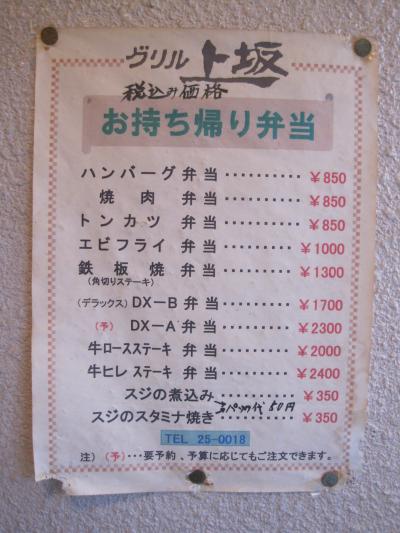 グリル上坂
税込み価格
お持ち帰り弁当
ハンバーグ弁当・・・・・・・・・・￥850
焼肉 弁当・・・・・・・・・・￥850
トンカツ 弁当・・・・・・・・・・￥850
エビフライ 弁当・・・・・・・・・￥1000
鉄板焼 弁当・・・・・・・・・￥1300
(角切りステーキ)
(デラックス) DX－B 弁当・・・・・・・￥1700
(予) DX－A 弁当・・・・・・・・￥2300
牛ロースステーキ 弁当・・・・・・・・￥2000
牛ヒレ ステーキ 弁当・・・・・・・・￥2400
スジの煮込み・・・・・・・・・￥350
パック代50円
スジのスタミナ焼き・・・・・・・・・￥350
TEL 25-0018
注）(予)・・・要予約、予算に応じてもご注文できます。